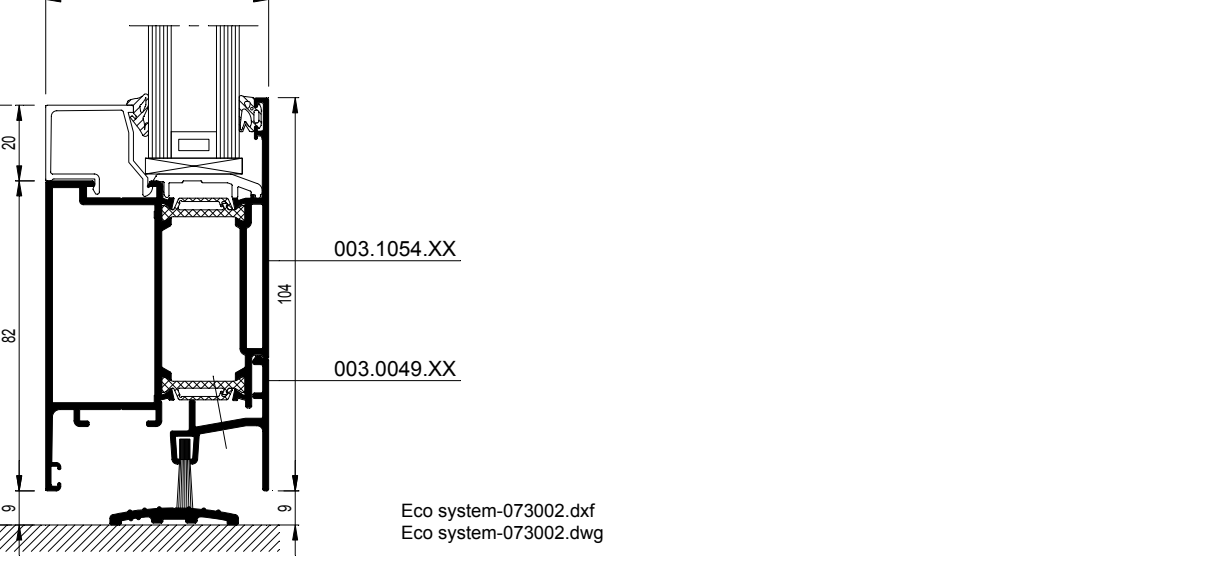 20
003.1054.XX
104
82
003.0049.XX
9
9
Eco system-073002.dxf
Eco system-073002.dwg